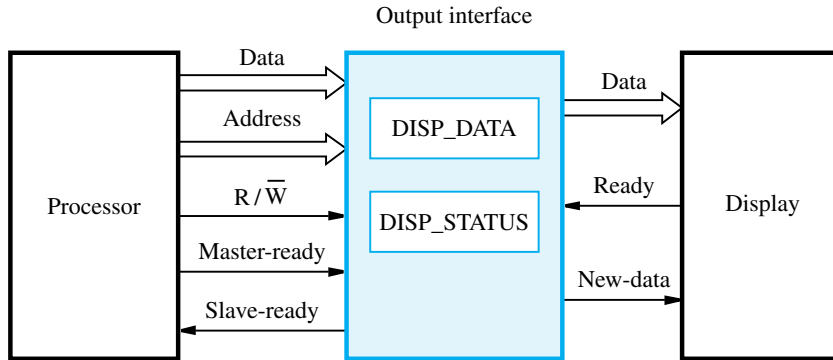 Output interface
Data
Address
R / W̅
Master-ready
Slave-ready
Processor
DISP_DATA
DISP_STATUS
Data
Ready
New-data
Display